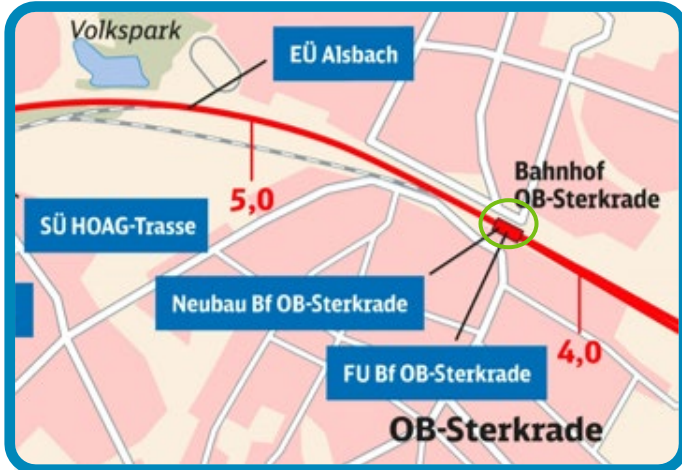 Volkspark
EÜ Alsbach
5,0
Bahnhof
OB-Sterkrade
SÜ HOAG-Trasse
Neubau Bf OB-Sterkrade
FU Bf OB-Sterkrade
4,0
OB-Sterkrade